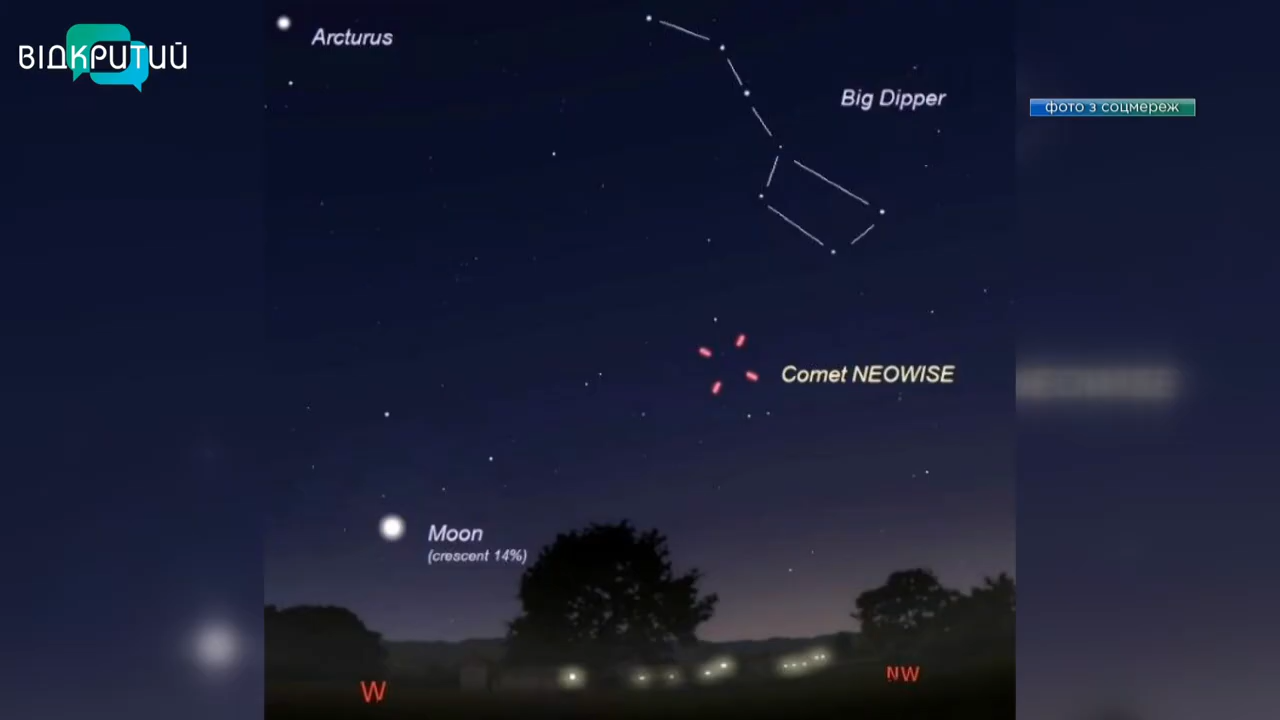 ВІДКРИТИЙ
Arcturus
Big Dipper
фото з соцмереж
Comet NEOWISE
Moon
(crescent 14%)
W
NW